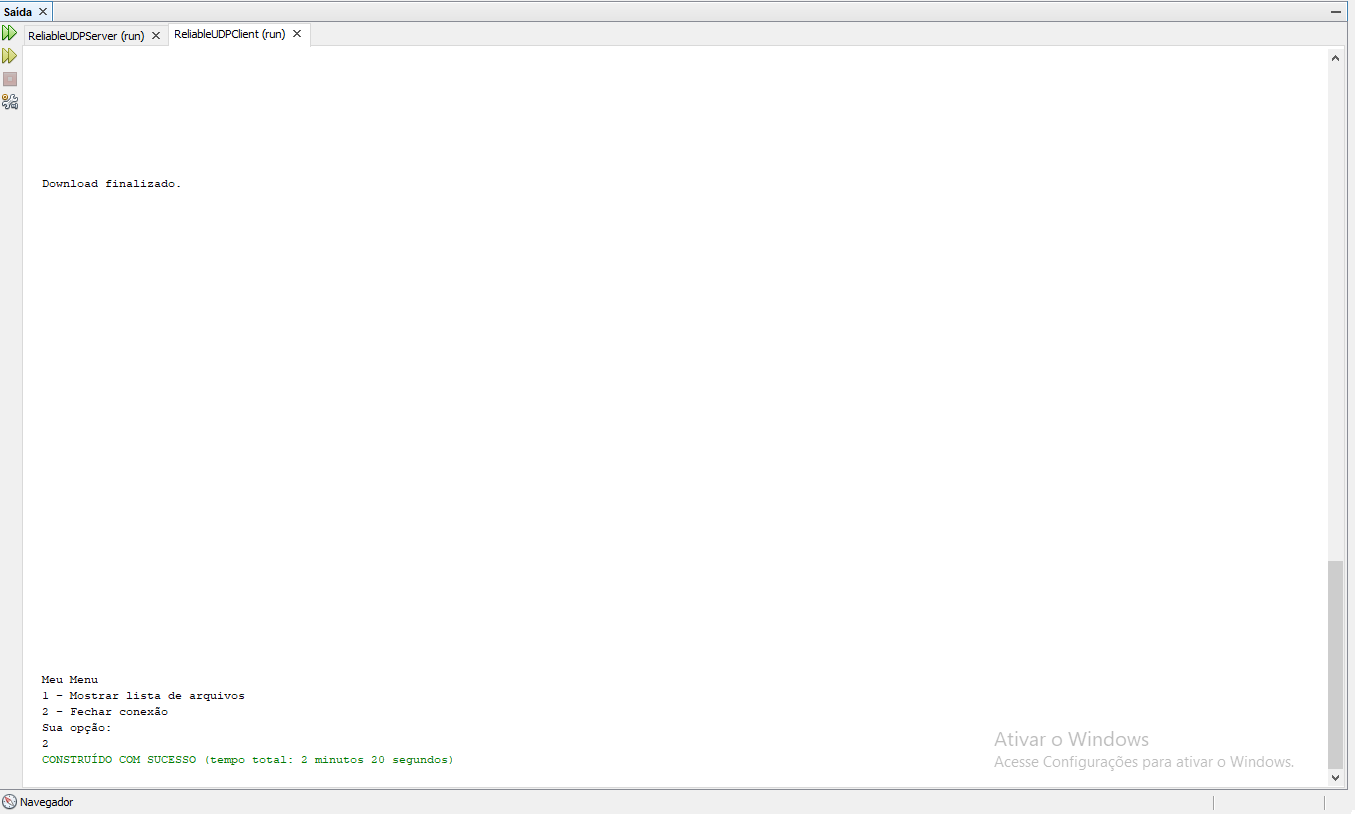 Saída
ReliableUDPServer (run)
ReliableUDPClient (run)
Download finalizado.
Meu Menu
1 - Mostrar lista de arquivos
2 - Fechar conexão
Sua opção:
2
CONSTRUÍDO COM SUCESSO (tempo total: 2 minutos 20 segundos)
Ativar o Windows
Acesse Configurações para ativar o Windows.
Navegador